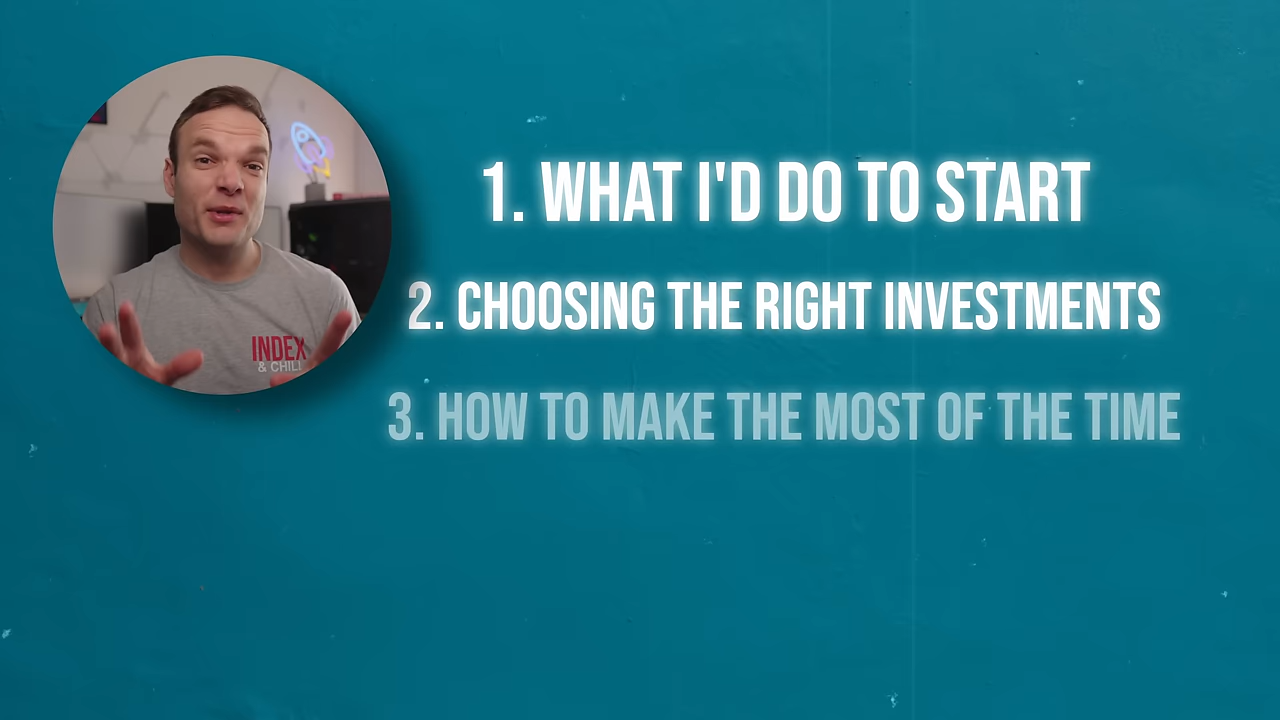 1. WHAT I'D DO TO START
2. CHOOSING THE RIGHT INVESTMENTS
3. HOW TO MAKE THE MOST OF THE TIME
INDEX
& CHILL